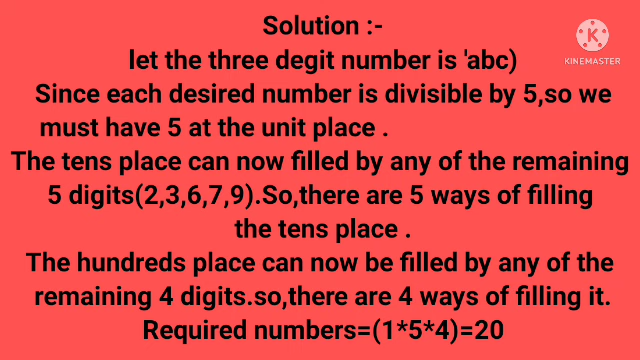 Solution :-
let the three degit number is 'abc)
Since each desired number is divisible by 5,so we
must have 5 at the unit place .
The tens place can now filled by any of the remaining
5 digits(2,3,6,7,9).So,there are 5 ways of filling
the tens place .
The hundreds place can now be filled by any of the
remaining 4 digits.so,there are 4 ways of filling it.
Required numbers=(1*5*4)=20
K
KINEMASTER